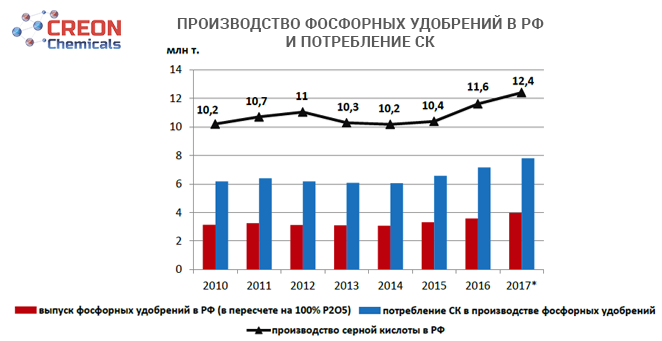 CREON
Chemicals
ПРОИЗВОДСТВО ФОСФОРНЫХ УДОБРЕНИЙ В РФ
И ПОТРЕБЛЕНИЕ СК
млн т.
14
12
10
8
6
4
2
0
10,2
10,7
11
10,3
10,2
10,4
11,6
12,4
2010 2011 2012 2013 2014 2015 2016 2017*
выпуск фосфорных удобрений в РФ (в пересчете на 100% P2O5) потребление СК в производстве фосфорных удобрений
производство серной кислоты в РФ